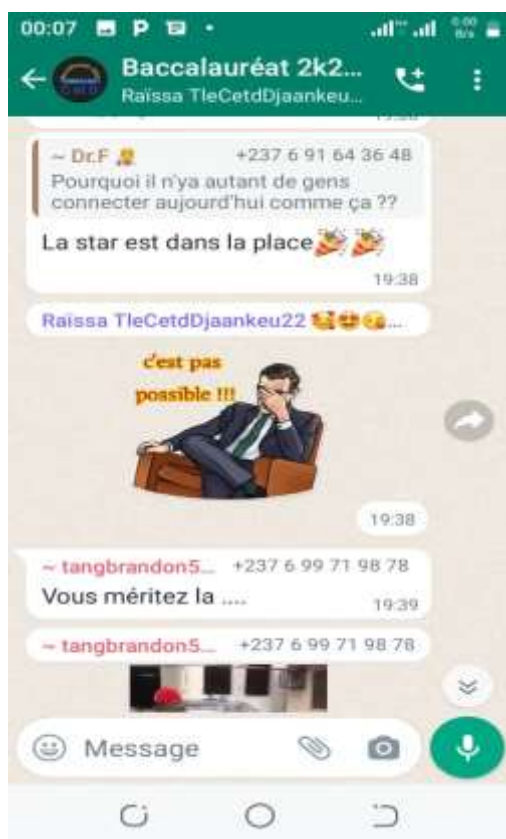 00:07
Baccalauréat 2k2...
Raïssa TleCetdDjaankeu...
~ Dr.F +237 6 91 64 36 48
Pourquoi il n'ya autant de gens
connecter aujourd'hui comme ça ??
La star est dans la place🎉🎉
19:38
Raïssa TleCetdDjaankeu22 🥰🤩😘...
c'est pas
possible !!!
19:38
~ tangbrandon5... +237 6 99 71 98 78
Vous méritez la ....
19:39
~ tangbrandon5... +237 6 99 71 98 78
Message